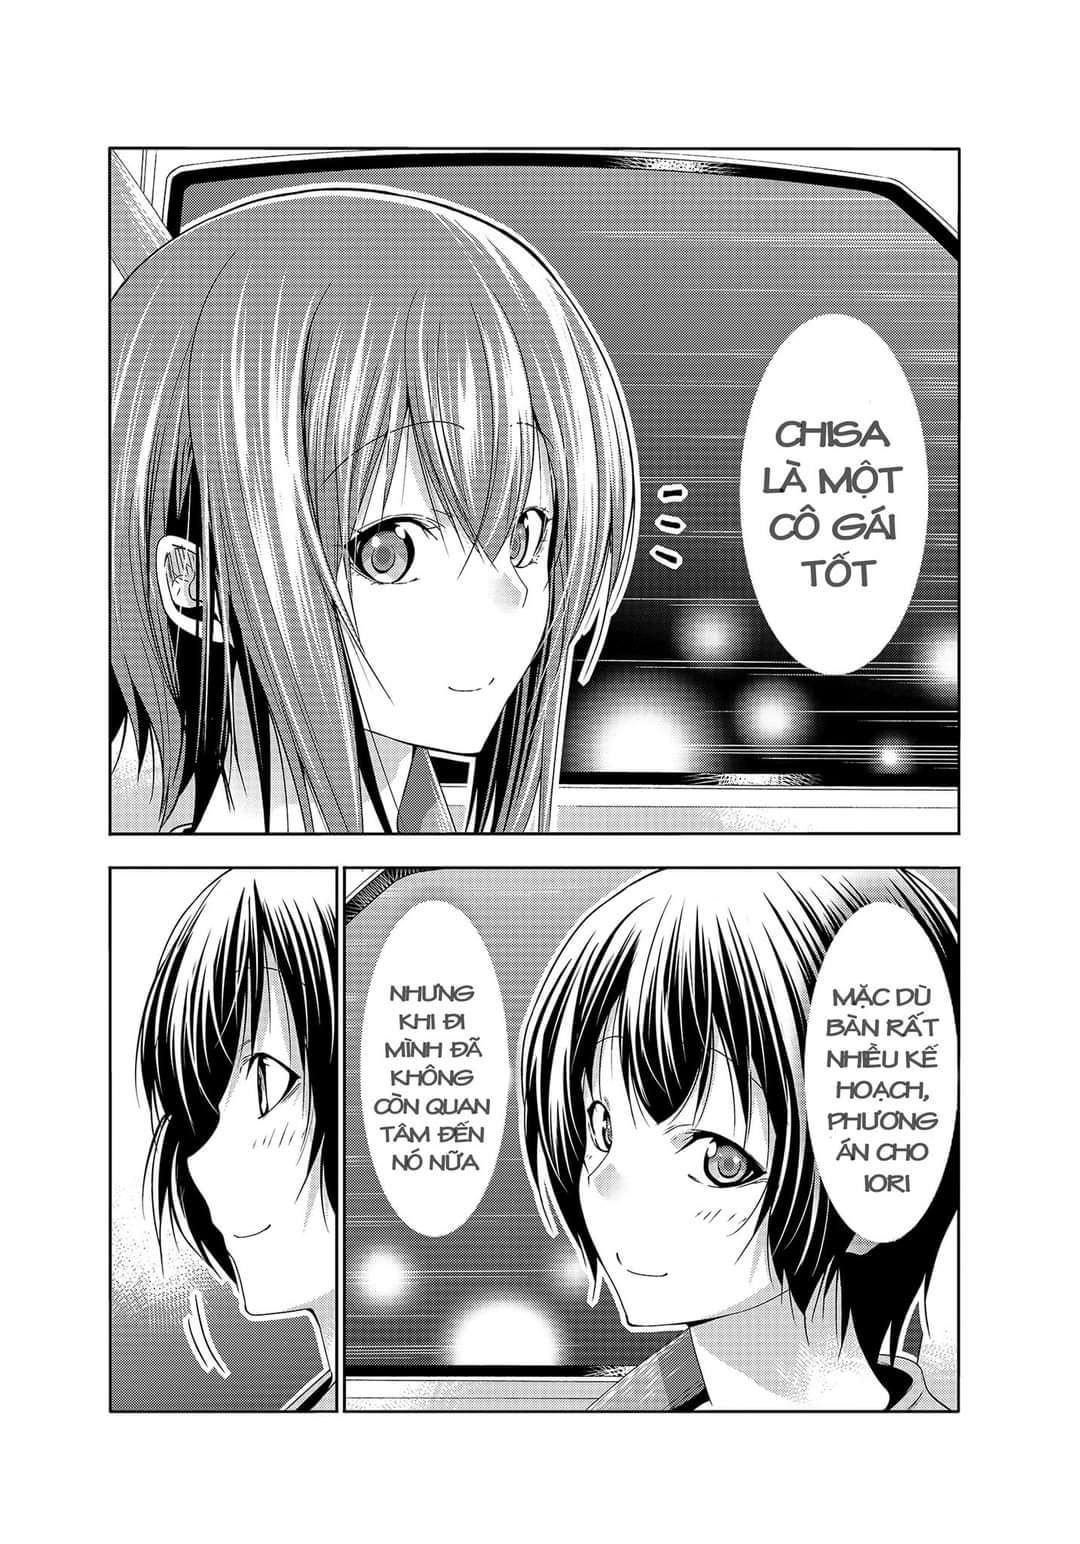 CHISA
LÀ MỘT
CÔ GÁI
TỐT
MẶC DÙ
BÀN RẤT
NHIỀU KẾ
HOẠCH,
PHƯƠNG
ÁN CHO
IORI
NHƯNG
KHI ĐI
MÌNH ĐÃ
KHÔNG
CÒN QUAN
TÂM ĐẾN
NÓ NỮA